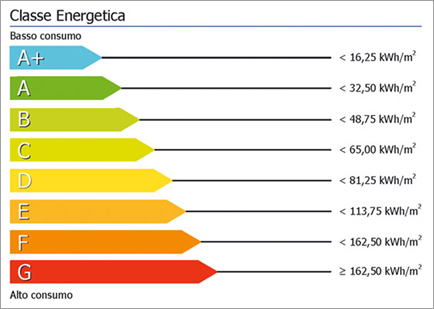 Classe Energetica
Basso consumo
A+ < 16,25 kWh/m²
A < 32,50 kWh/m²
B < 48,75 kWh/m²
C < 65,00 kWh/m²
D < 81,25 kWh/m²
E < 113,75 kWh/m²
F < 162,50 kWh/m²
G ≥ 162,50 kWh/m²
Alto consumo